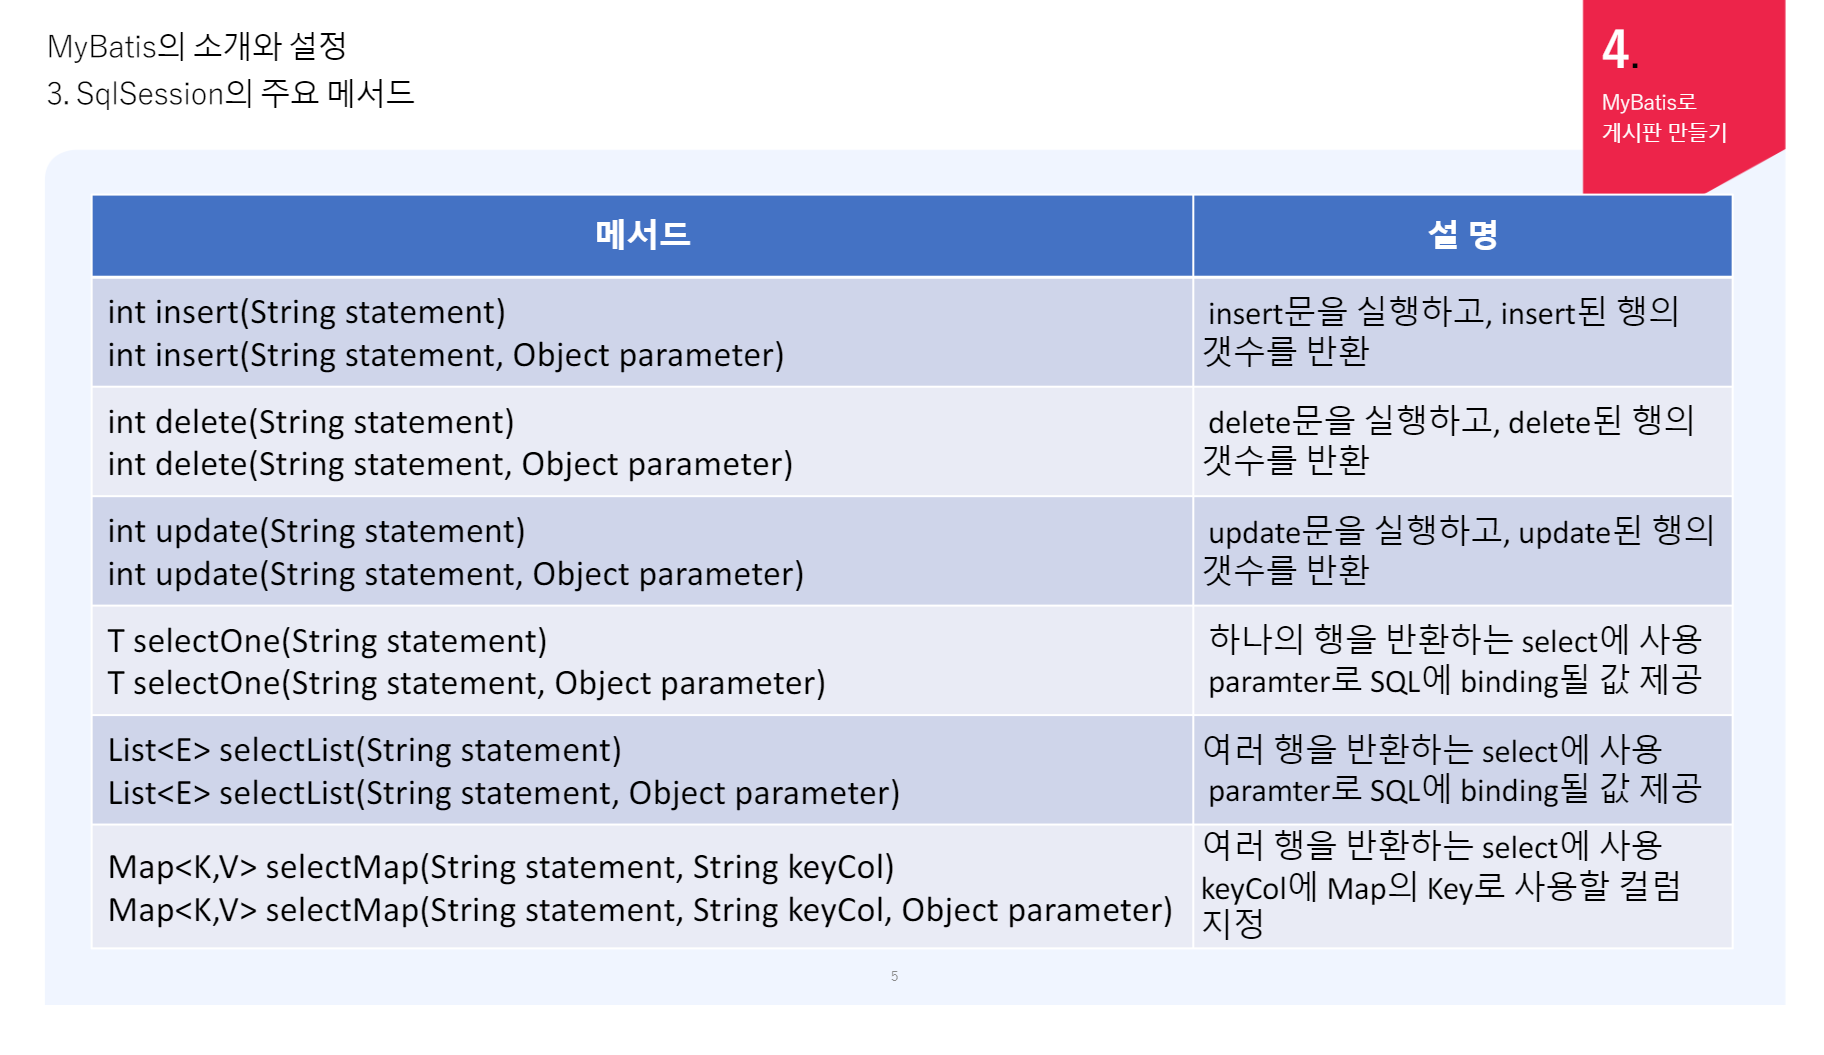 MyBatis의 소개와 설정
3. SqlSession의 주요 메서드
4.
MyBatis로
게시판 만들기
메서드
설 명
int insert(String statement)
int insert(String statement, Object parameter)
insert문을 실행하고, insert된 행의
갯수를 반환
int delete(String statement)
int delete(String statement, Object parameter)
delete문을 실행하고, delete된 행의
갯수를 반환
int update(String statement)
int update(String statement, Object parameter)
update문을 실행하고, update된 행의
갯수를 반환
T selectOne(String statement)
T selectOne(String statement, Object parameter)
하나의 행을 반환하는 select에 사용
paramter로 SQL에 binding될 값 제공
List<E> selectList(String statement)
List<E> selectList(String statement, Object parameter)
여러 행을 반환하는 select에 사용
paramter로 SQL에 binding될 값 제공
Map<K,V> selectMap(String statement, String keyCol)
Map<K,V> selectMap(String statement, String keyCol, Object parameter)
여러 행을 반환하는 select에 사용
keyCol에 Map의 Key로 사용할 컬럼
지정
5